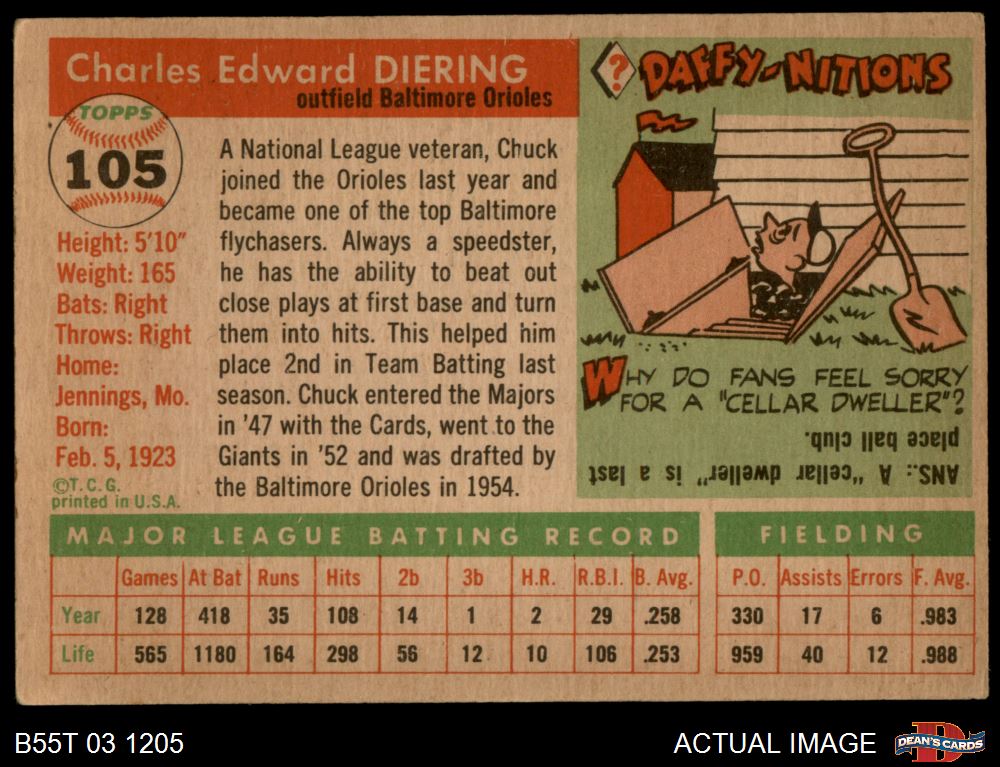 Charles Edward DIERING
outfield Baltimore Orioles
TOPPS
105
Height: 5'10"
Weight: 165
Bats: Right
Throws: Right
Home:
Jennings, Mo.
Born:
Feb. 5, 1923
©T.C.G.
printed in U.S.A.
A National League veteran, Chuck
joined the Orioles last year and
became one of the top Baltimore
flychasers. Always a speedster,
he has the ability to beat out
close plays at first base and turn
them into hits. This helped him
place 2nd in Team Batting last
season. Chuck entered the Majors
in '47 with the Cards, went to the
Giants in '52 and was drafted by
the Baltimore Orioles in 1954.
?
DAFFY-NITIONS
WHY DO FANS FEEL SORRY
FOR A "CELLAR DWELLER"?
ANS.: A "cellar dweller" is a last
place ball club.
MAJOR LEAGUE BATTING RECORD
Games At Bat Runs Hits 2b 3b H.R. R.B.I. B. Avg.
Year 128 418 35 108 14 1 2 29 .258
Life 565 1180 164 298 56 12 10 106 .253
FIELDING
P.O. Assists Errors F. Avg.
330 17 6 .983
959 40 12 .988
B55T 03 1205
ACTUAL IMAGE
D
DEAN'S CARDS